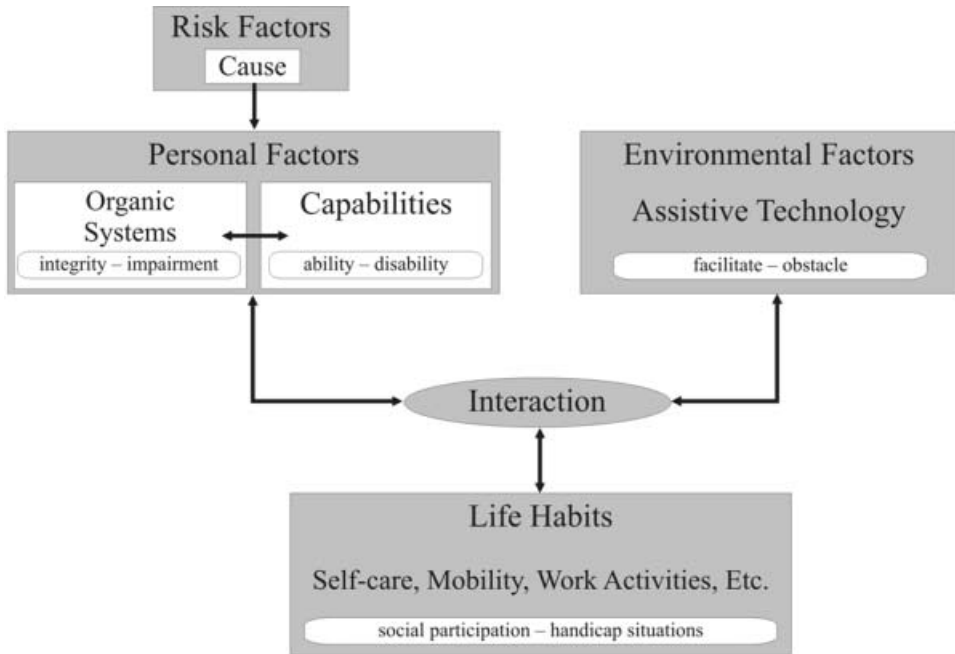 Risk Factors
Cause
Personal Factors
Organic
Systems
integrity – impairment
Capabilities
ability – disability
Environmental Factors
Assistive Technology
facilitate – obstacle
Interaction
Life Habits
Self-care, Mobility, Work Activities, Etc.
social participation – handicap situations